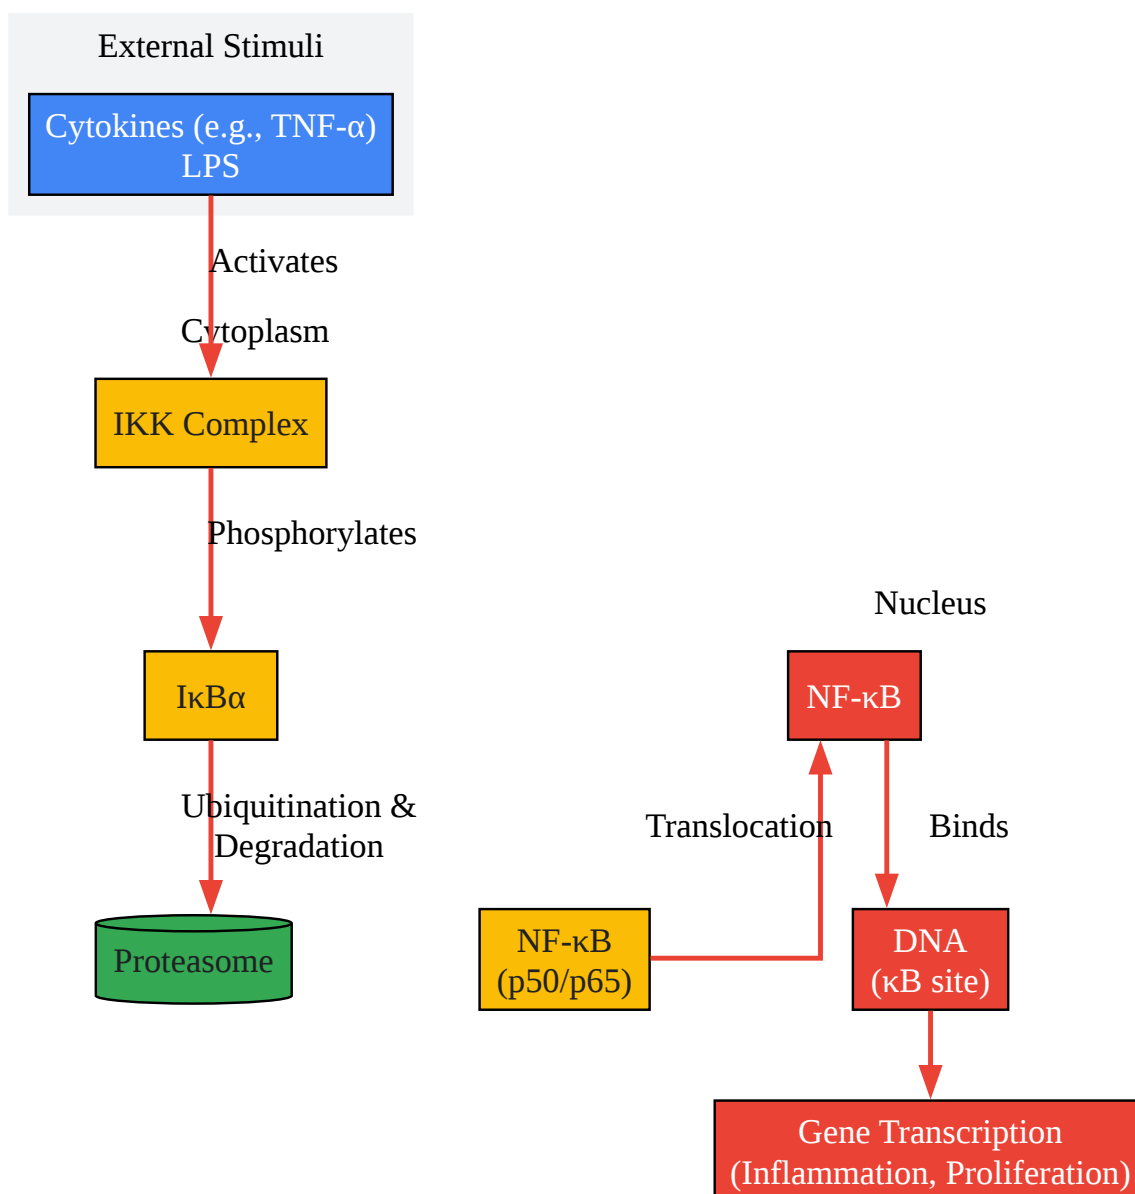 External Stimuli
Cytokines (e.g., TNF-α)
LPS
Activates
Cytoplasm
IKK Complex
Phosphorylates
Nucleus
IκBα
NF-κB
Ubiquitination &
Degradation
Translocation
Binds
Proteasome
NF-κB
(p50/p65)
DNA
(κB site)
Gene Transcription
(Inflammation, Proliferation)